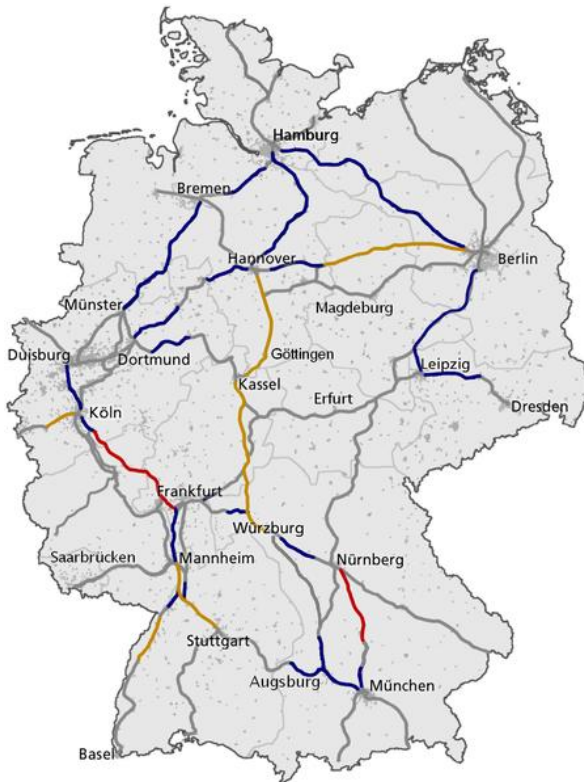 Hamburg
Bremen
Hannover
Berlin
Münster
Magdeburg
Duisburg
Dortmund
Göttingen
Leipzig
Kassel
Erfurt
Köln
Dresden
Frankfurt
Würzburg
Saarbrücken
Mannheim
Nürnberg
Stuttgart
Augsburg
München
Basel